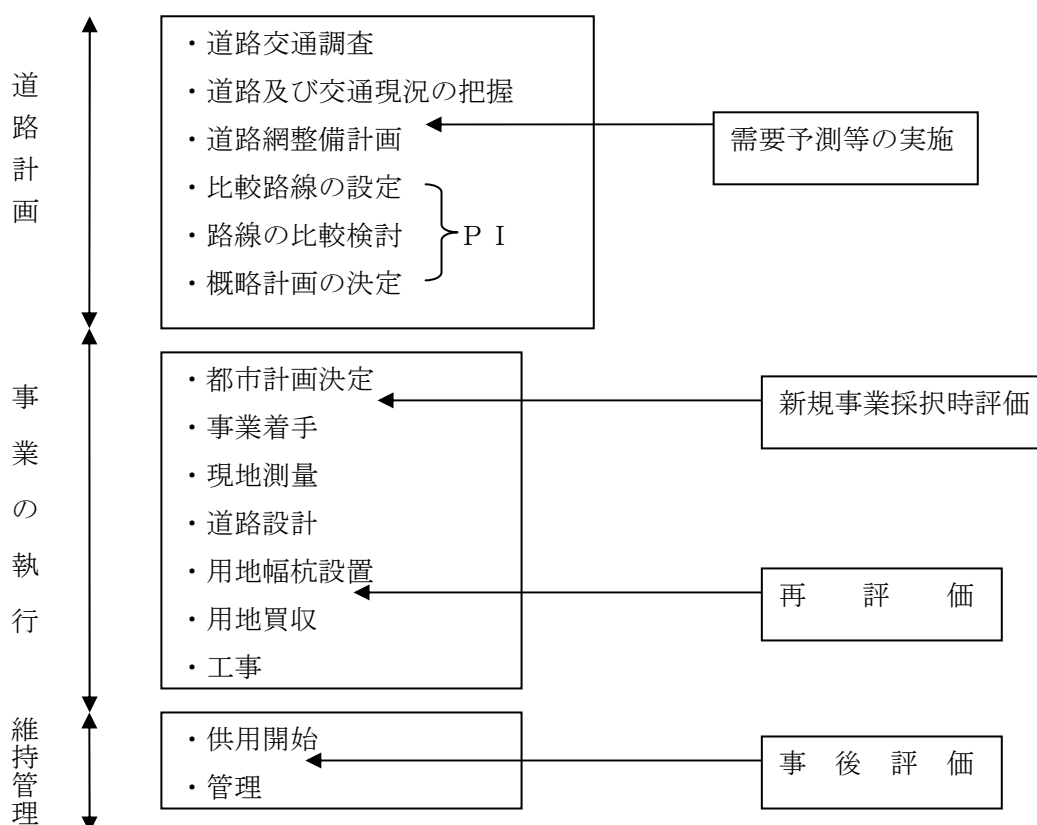 道路計画
・道路交通調査
・道路及び交通現況の把握
・道路網整備計画
・比較路線の設定
・路線の比較検討
・概略計画の決定
ＰＩ
需要予測等の実施
事業の執行
・都市計画決定
・事業着手
・現地測量
・道路設計
・用地幅杭設置
・用地買収
・工事
新規事業採択時評価
再　評　価
維持管理
・供用開始
・管理
事　後　評　価